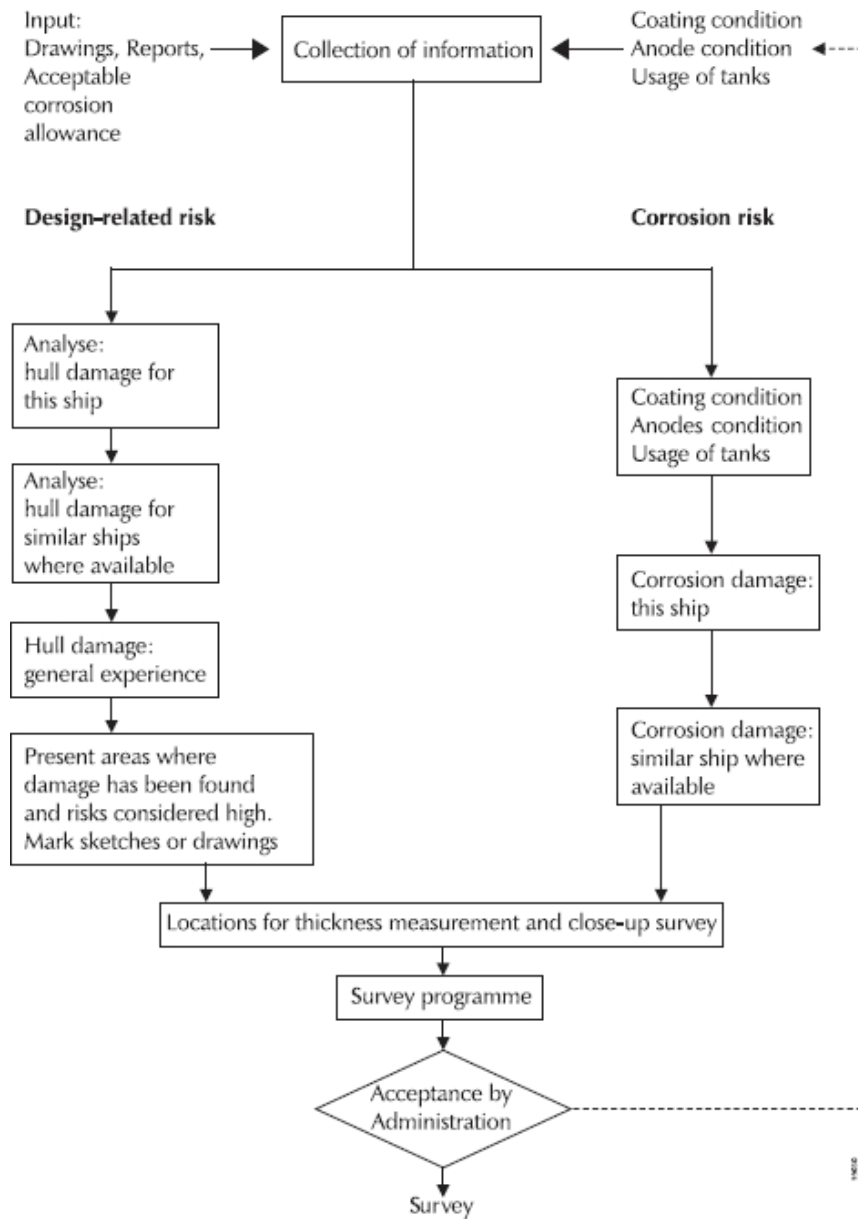 Input:
Drawings, Reports,
Acceptable
corrosion
allowance
Collection of information
Coating condition
Anode condition
Usage of tanks
Design-related risk
Corrosion risk
Analyse:
hull damage for
this ship
Analyse:
hull damage for
similar ships
where available
Hull damage:
general experience
Present areas where
damage has been found
and risks considered high.
Mark sketches or drawings
Coating condition
Anodes condition
Usage of tanks
Corrosion damage:
this ship
Corrosion damage:
similar ship where
available
Locations for thickness measurement and close-up survey
Survey programme
Acceptance by
Administration
Survey